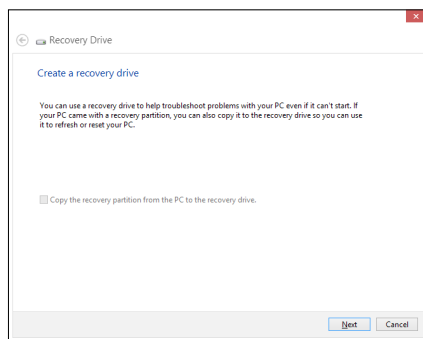 Recovery Drive
Create a recovery drive
You can use a recovery drive to help troubleshoot problems with your PC even if it can't start. If
your PC came with a recovery partition, you can also copy it to the recovery drive so you can use
it to refresh or reset your PC.
Copy the recovery partition from the PC to the recovery drive.
Next Cancel